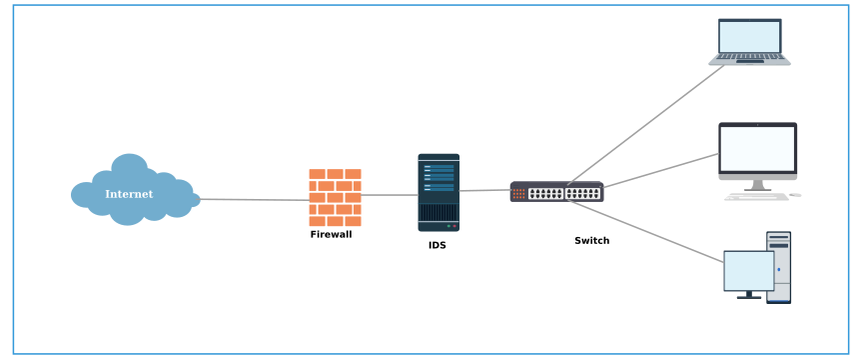 Internet
Firewall
IDS
Switch